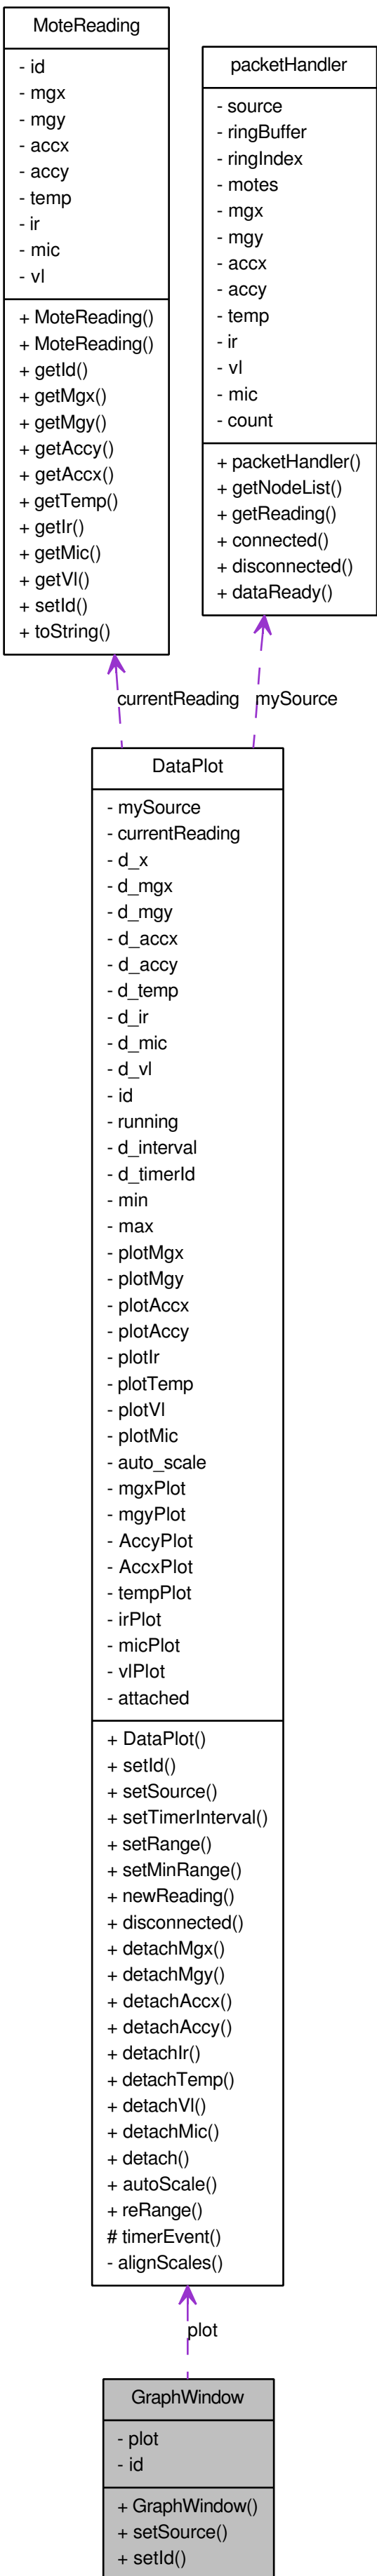 MoteReading
- id
- mgx
- mgy
- accx
- accy
- temp
- ir
- mic
- vl
+ MoteReading()
+ MoteReading()
+ getId()
+ getMgx()
+ getMgy()
+ getAccy()
+ getAccx()
+ getTemp()
+ getIr()
+ getMic()
+ getVl()
+ setId()
+ toString()
packetHandler
- source
- ringBuffer
- ringIndex
- motes
- mgx
- mgy
- accx
- accy
- temp
- ir
- vl
- mic
- count
+ packetHandler()
+ getNodeList()
+ getReading()
+ connected()
+ disconnected()
+ dataReady()
currentReading
mySource
DataPlot
- mySource
- currentReading
- d_x
- d_mgx
- d_mgy
- d_accx
- d_accy
- d_temp
- d_ir
- d_mic
- d_vl
- id
- running
- d_interval
- d_timerId
- min
- max
- plotMgx
- plotMgy
- plotAccx
- plotAccy
- plotIr
- plotTemp
- plotVl
- plotMic
- auto_scale
- mgxPlot
- mgyPlot
- AccyPlot
- AccxPlot
- tempPlot
- irPlot
- micPlot
- vlPlot
- attached
+ DataPlot()
+ setId()
+ setSource()
+ setTimerInterval()
+ setRange()
+ setMinRange()
+ newReading()
+ disconnected()
+ detachMgx()
+ detachMgy()
+ detachAccx()
+ detachAccy()
+ detachIr()
+ detachTemp()
+ detachVl()
+ detachMic()
+ detach()
+ autoScale()
+ reRange()
# timerEvent()
- alignScales()
plot
GraphWindow
- plot
- id
+ GraphWindow()
+ setSource()
+ setId()